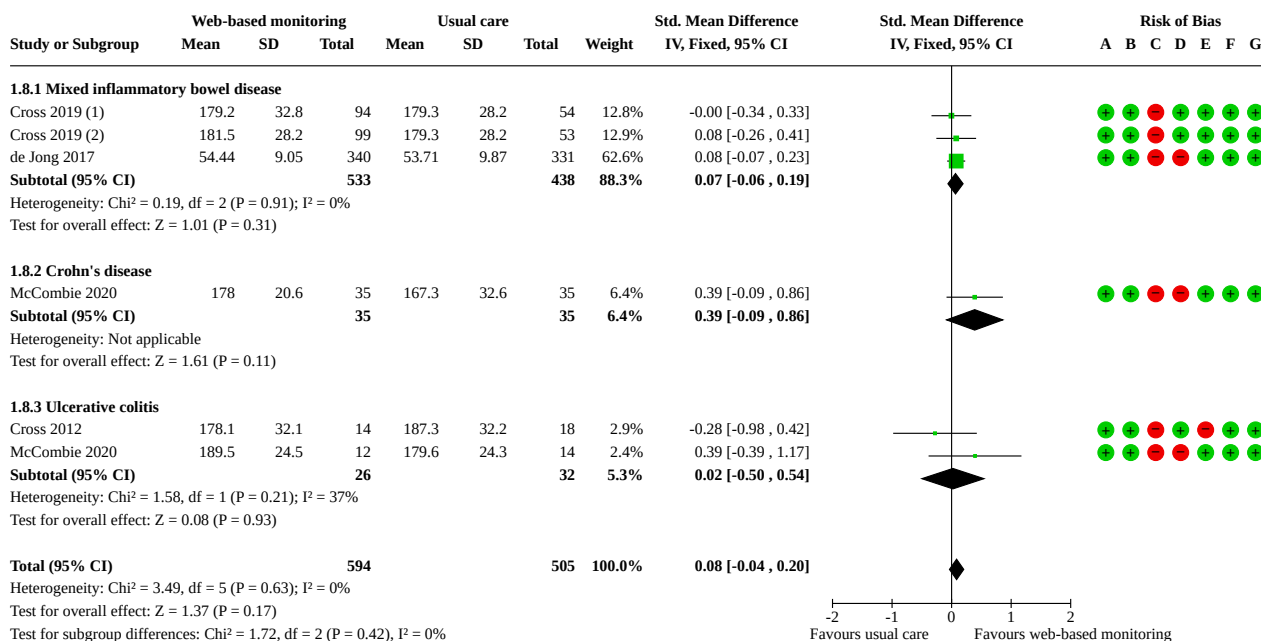 Web-based monitoring Usual care Std. Mean Difference Std. Mean Difference Risk of Bias
Study or Subgroup Mean SD Total Mean SD Total Weight IV, Fixed, 95% CI IV, Fixed, 95% CI A B C D E F G
1.8.1 Mixed inflammatory bowel disease
Cross 2019 (1) 179.2 32.8 94 179.3 28.2 54 12.8% -0.00 [-0.34 , 0.33] + + − + + + +
Cross 2019 (2) 181.5 28.2 99 179.3 28.2 53 12.9% 0.08 [-0.26 , 0.41] + + − + + + +
de Jong 2017 54.44 9.05 340 53.71 9.87 331 62.6% 0.08 [-0.07 , 0.23] + + − − + + +
Subtotal (95% CI) 533 438 88.3% 0.07 [-0.06 , 0.19]
Heterogeneity: Chi² = 0.19, df = 2 (P = 0.91); I² = 0%
Test for overall effect: Z = 1.01 (P = 0.31)
1.8.2 Crohn's disease
McCombie 2020 178 20.6 35 167.3 32.6 35 6.4% 0.39 [-0.09 , 0.86] + + − − + + +
Subtotal (95% CI) 35 35 6.4% 0.39 [-0.09 , 0.86]
Heterogeneity: Not applicable
Test for overall effect: Z = 1.61 (P = 0.11)
1.8.3 Ulcerative colitis
Cross 2012 178.1 32.1 14 187.3 32.2 18 2.9% -0.28 [-0.98 , 0.42] + + − + − + +
McCombie 2020 189.5 24.5 12 179.6 24.3 14 2.4% 0.39 [-0.39 , 1.17] + + − − + + +
Subtotal (95% CI) 26 32 5.3% 0.02 [-0.50 , 0.54]
Heterogeneity: Chi² = 1.58, df = 1 (P = 0.21); I² = 37%
Test for overall effect: Z = 0.08 (P = 0.93)
Total (95% CI) 594 505 100.0% 0.08 [-0.04 , 0.20]
Heterogeneity: Chi² = 3.49, df = 5 (P = 0.63); I² = 0%
Test for overall effect: Z = 1.37 (P = 0.17)
-2 -1 0 1 2
Test for subgroup differences: Chi² = 1.72, df = 2 (P = 0.42), I² = 0% Favours usual care Favours web-based monitoring